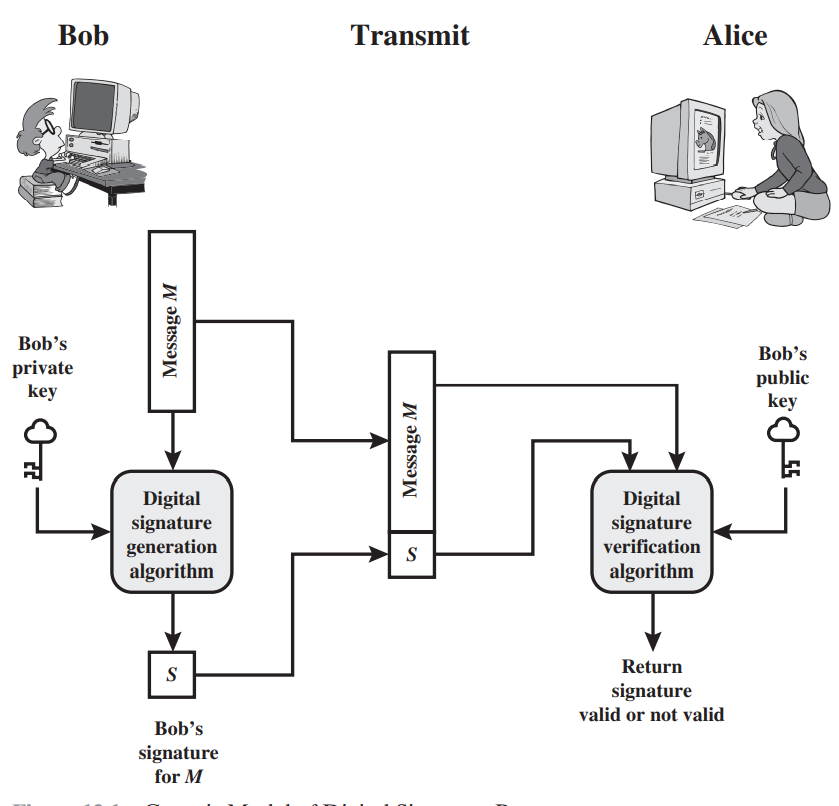 Bob
Transmit
Alice
Message M
Bob's
private
key
Message M
Bob's
public
key
Digital
signature
generation
algorithm
S
Digital
signature
verification
algorithm
S
Bob's
signature
for M
Return
signature
valid or not valid